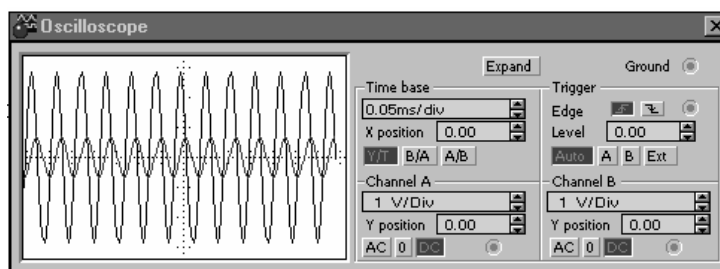 Oscilloscope
Expand
Ground
Time base
0.05ms/div
X position 0.00
Y/T B/A A/B
Trigger
Edge
Level 0.00
Auto A B Ext
Channel A
1 V/Div
Y position 0.00
AC 0 DC
Channel B
1 V/Div
Y position 0.00
AC 0 DC